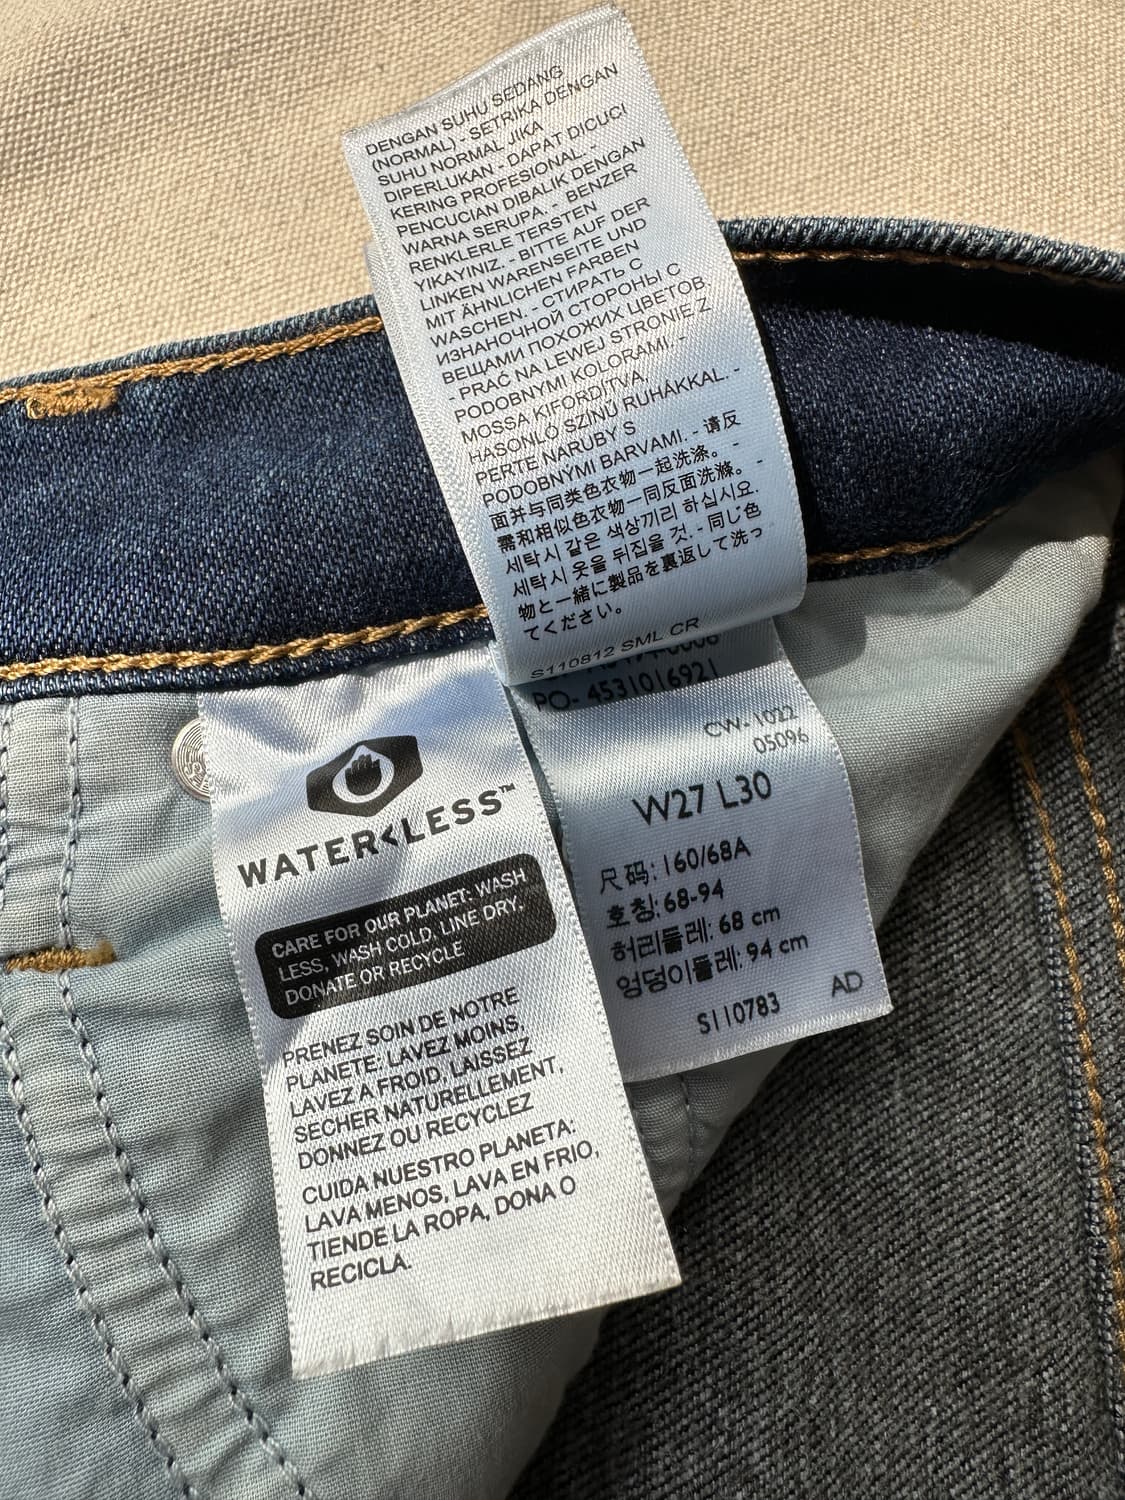 DENGAN SUHU SEDANG
(NORMAL) - SETRIKA DENGAN
SUHU NORMAL JIKA
DIPERLUKAN - DAPAT DICUCI
KERING PROFESIONAL. -
PENCUCIAN DIBALIK DENGAN
WARNA SERUPA. - BENZER
RENKLERLE TERSTEN
YIKAYINIZ. - BITTE AUF DER
LINKEN WARENSEITE UND
MIT ÄHNLICHEN FARBEN
WASCHEN. - СТИРАТЬ С
ИЗНАНОЧНОЙ СТОРОНЫ С
ВЕЩАМИ ПОХОЖИХ ЦВЕТОВ
- PRAĆ NA LEWEJ STRONIE Z
PODOBNYMI KOLORAMI. -
MOSSA KIFORDÍTVA,
HASONLÓ SZINŰ RUHÁKKAL. -
PERTE NARUBY S
PODOBNÝMI BARVAMI. - 请反
面并与同类色衣物一起洗涤。 -
需和相似色衣物一同反面洗滌。 -
세탁시 같은 색상끼리 하십시요.
세탁시 옷을 뒤집을 것. - 同じ色
物と一緒に製品を裏返して洗っ
てください。
S110812 SML CR
PO- 4531016921
CW-1022
05096
W27 L30
尺码: 160/68A
호칭: 68-94
허리둘레: 68 cm
엉덩이둘레: 94 cm
S110783 AD
WATER<LESS™
CARE FOR OUR PLANET: WASH
LESS, WASH COLD, LINE DRY,
DONATE OR RECYCLE
PRENEZ SOIN DE NOTRE
PLANETE: LAVEZ MOINS,
LAVEZ A FROID, LAISSEZ
SECHER NATURELLEMENT,
DONNEZ OU RECYCLEZ
CUIDA NUESTRO PLANETA:
LAVA MENOS, LAVA EN FRIO,
TIENDE LA ROPA, DONA O
RECICLA.